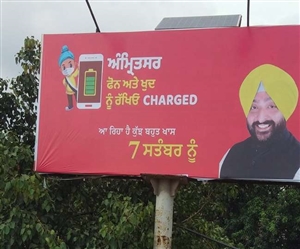 ਅੰਮ੍ਰਿਤਸਰ
ਫੋਨ ਅਤੇ ਖੁਦ
ਨੂੰ ਰੱਖਿਓ CHARGED
ਆ ਰਿਹਾ ਹੈ ਕੁੱਝ ਬਹੁਤ ਖਾਸ
7 ਸਤੰਬਰ ਨੂੰ